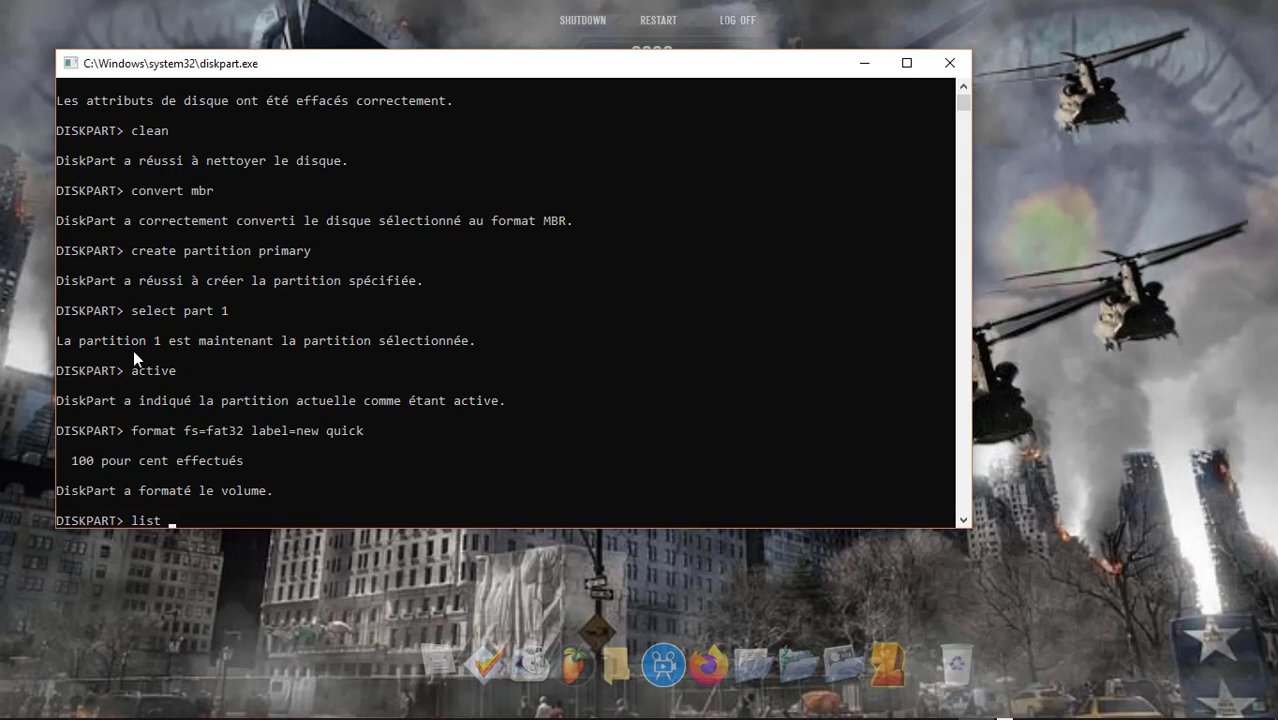 SHUTDOWN RESTART LOG OFF
C:\Windows\system32\diskpart.exe
Les attributs de disque ont été effacés correctement.
DISKPART> clean
DiskPart a réussi à nettoyer le disque.
DISKPART> convert mbr
DiskPart a correctement converti le disque sélectionné au format MBR.
DISKPART> create partition primary
DiskPart a réussi à créer la partition spécifiée.
DISKPART> select part 1
La partition 1 est maintenant la partition sélectionnée.
DISKPART> active
DiskPart a indiqué la partition actuelle comme étant active.
DISKPART> format fs=fat32 label=new quick
100 pour cent effectués
DiskPart a formaté le volume.
DISKPART> list